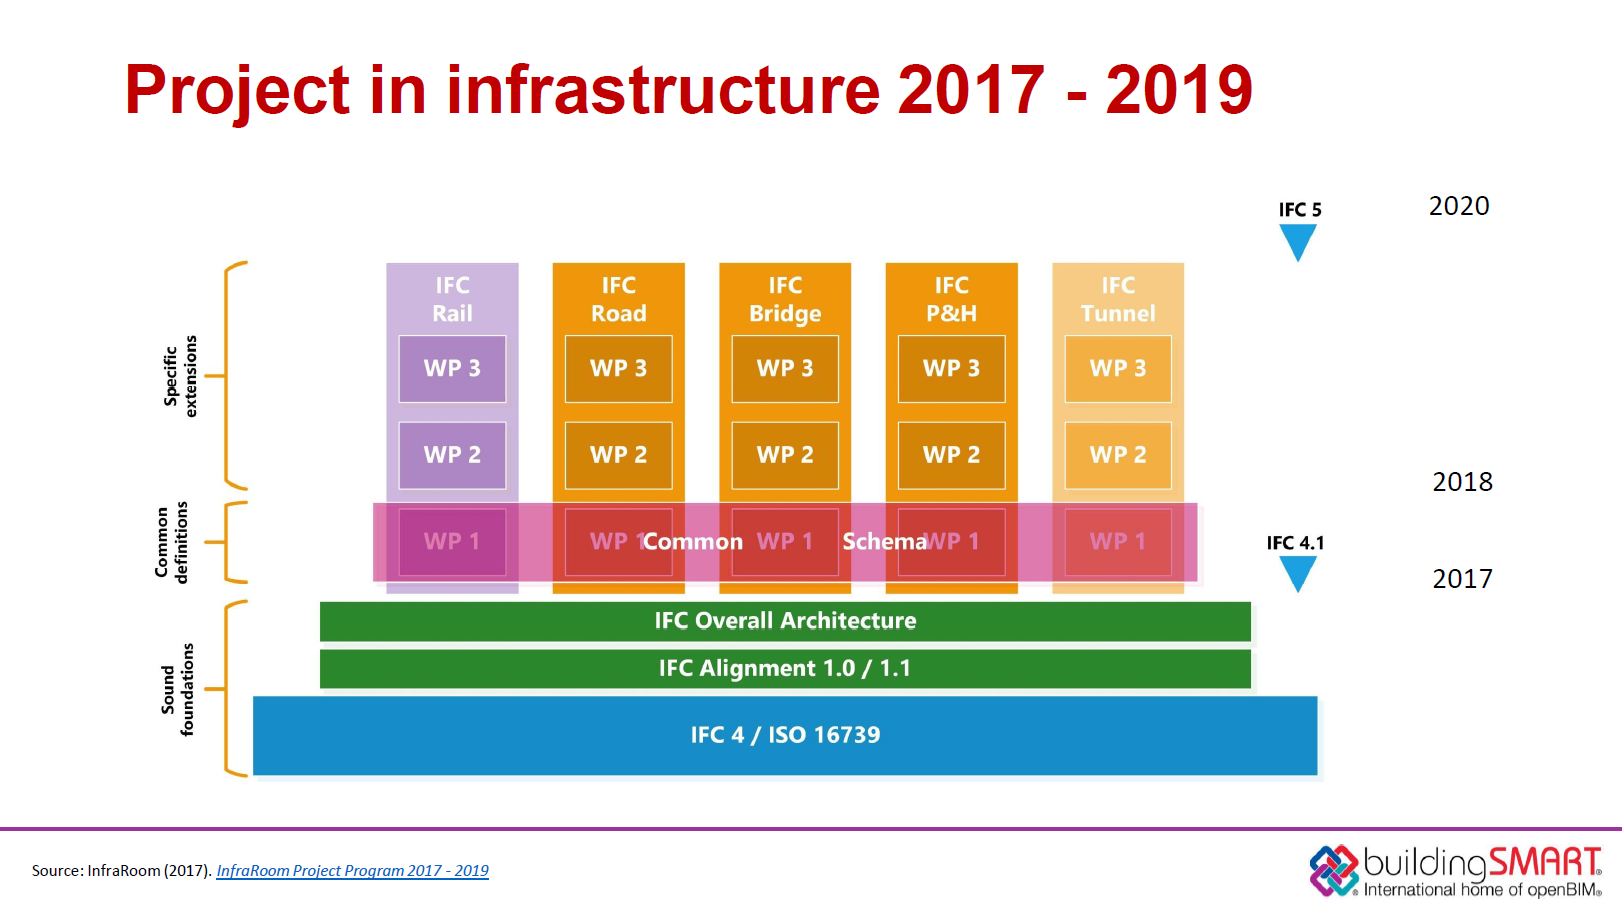 Project in infrastructure 2017 - 2019
IFC 5
2020
Specific
extensions
IFC
Rail
IFC
Road
IFC
Bridge
IFC
P&H
IFC
Tunnel
WP 3
WP 3
WP 3
WP 3
WP 3
WP 2
WP 2
WP 2
WP 2
WP 2
2018
Common
definitions
WP 1
WP 1
WP 1
WP 1
WP 1
Common Schema
IFC 4.1
2017
Sound
foundations
IFC Overall Architecture
IFC Alignment 1.0 / 1.1
IFC 4 / ISO 16739
Source: InfraRoom (2017). InfraRoom Project Program 2017 - 2019
buildingSMART®
International home of openBIM®